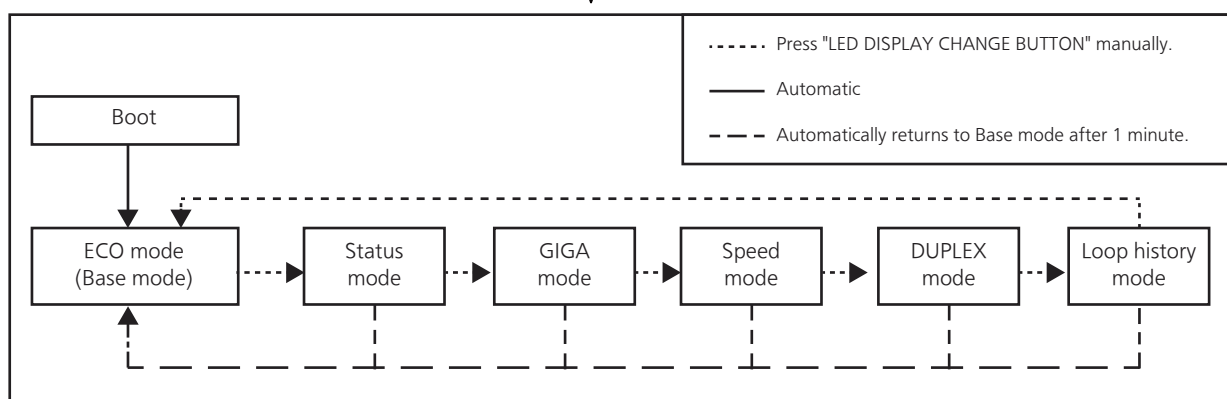 Press "LED DISPLAY CHANGE BUTTON" manually.
Automatic
Automatically returns to Base mode after 1 minute.
Boot
ECO mode
(Base mode)
Status
mode
GIGA
mode
Speed
mode
DUPLEX
mode
Loop history
mode